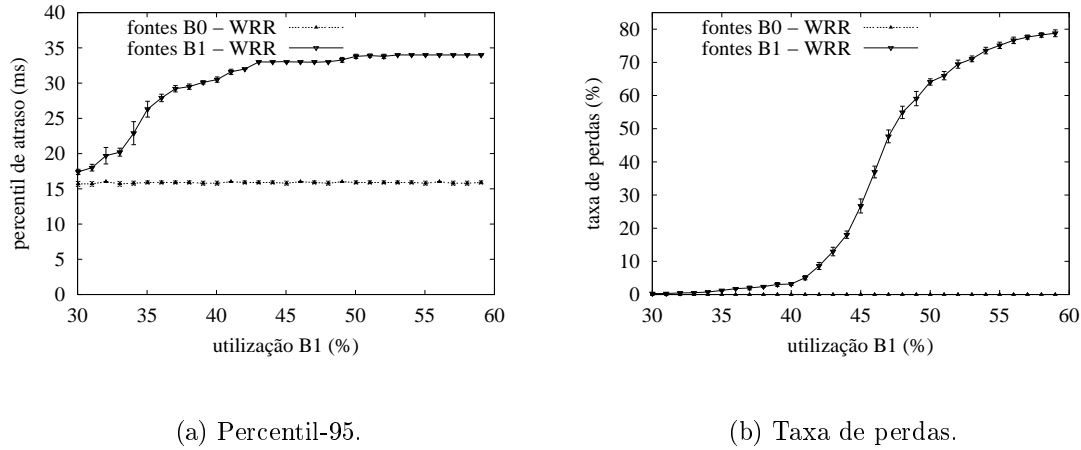 fontes B0 – WRR
fontes B1 – WRR
percentil de atraso (ms)
40
35
30
25
20
15
10
5
0
30 35 40 45 50 55 60
utilização B1 (%)
(a) Percentil-95.
fontes B0 – WRR
fontes B1 – WRR
taxa de perdas (%)
80
70
60
50
40
30
20
10
0
30 35 40 45 50 55 60
utilização B1 (%)
(b) Taxa de perdas.